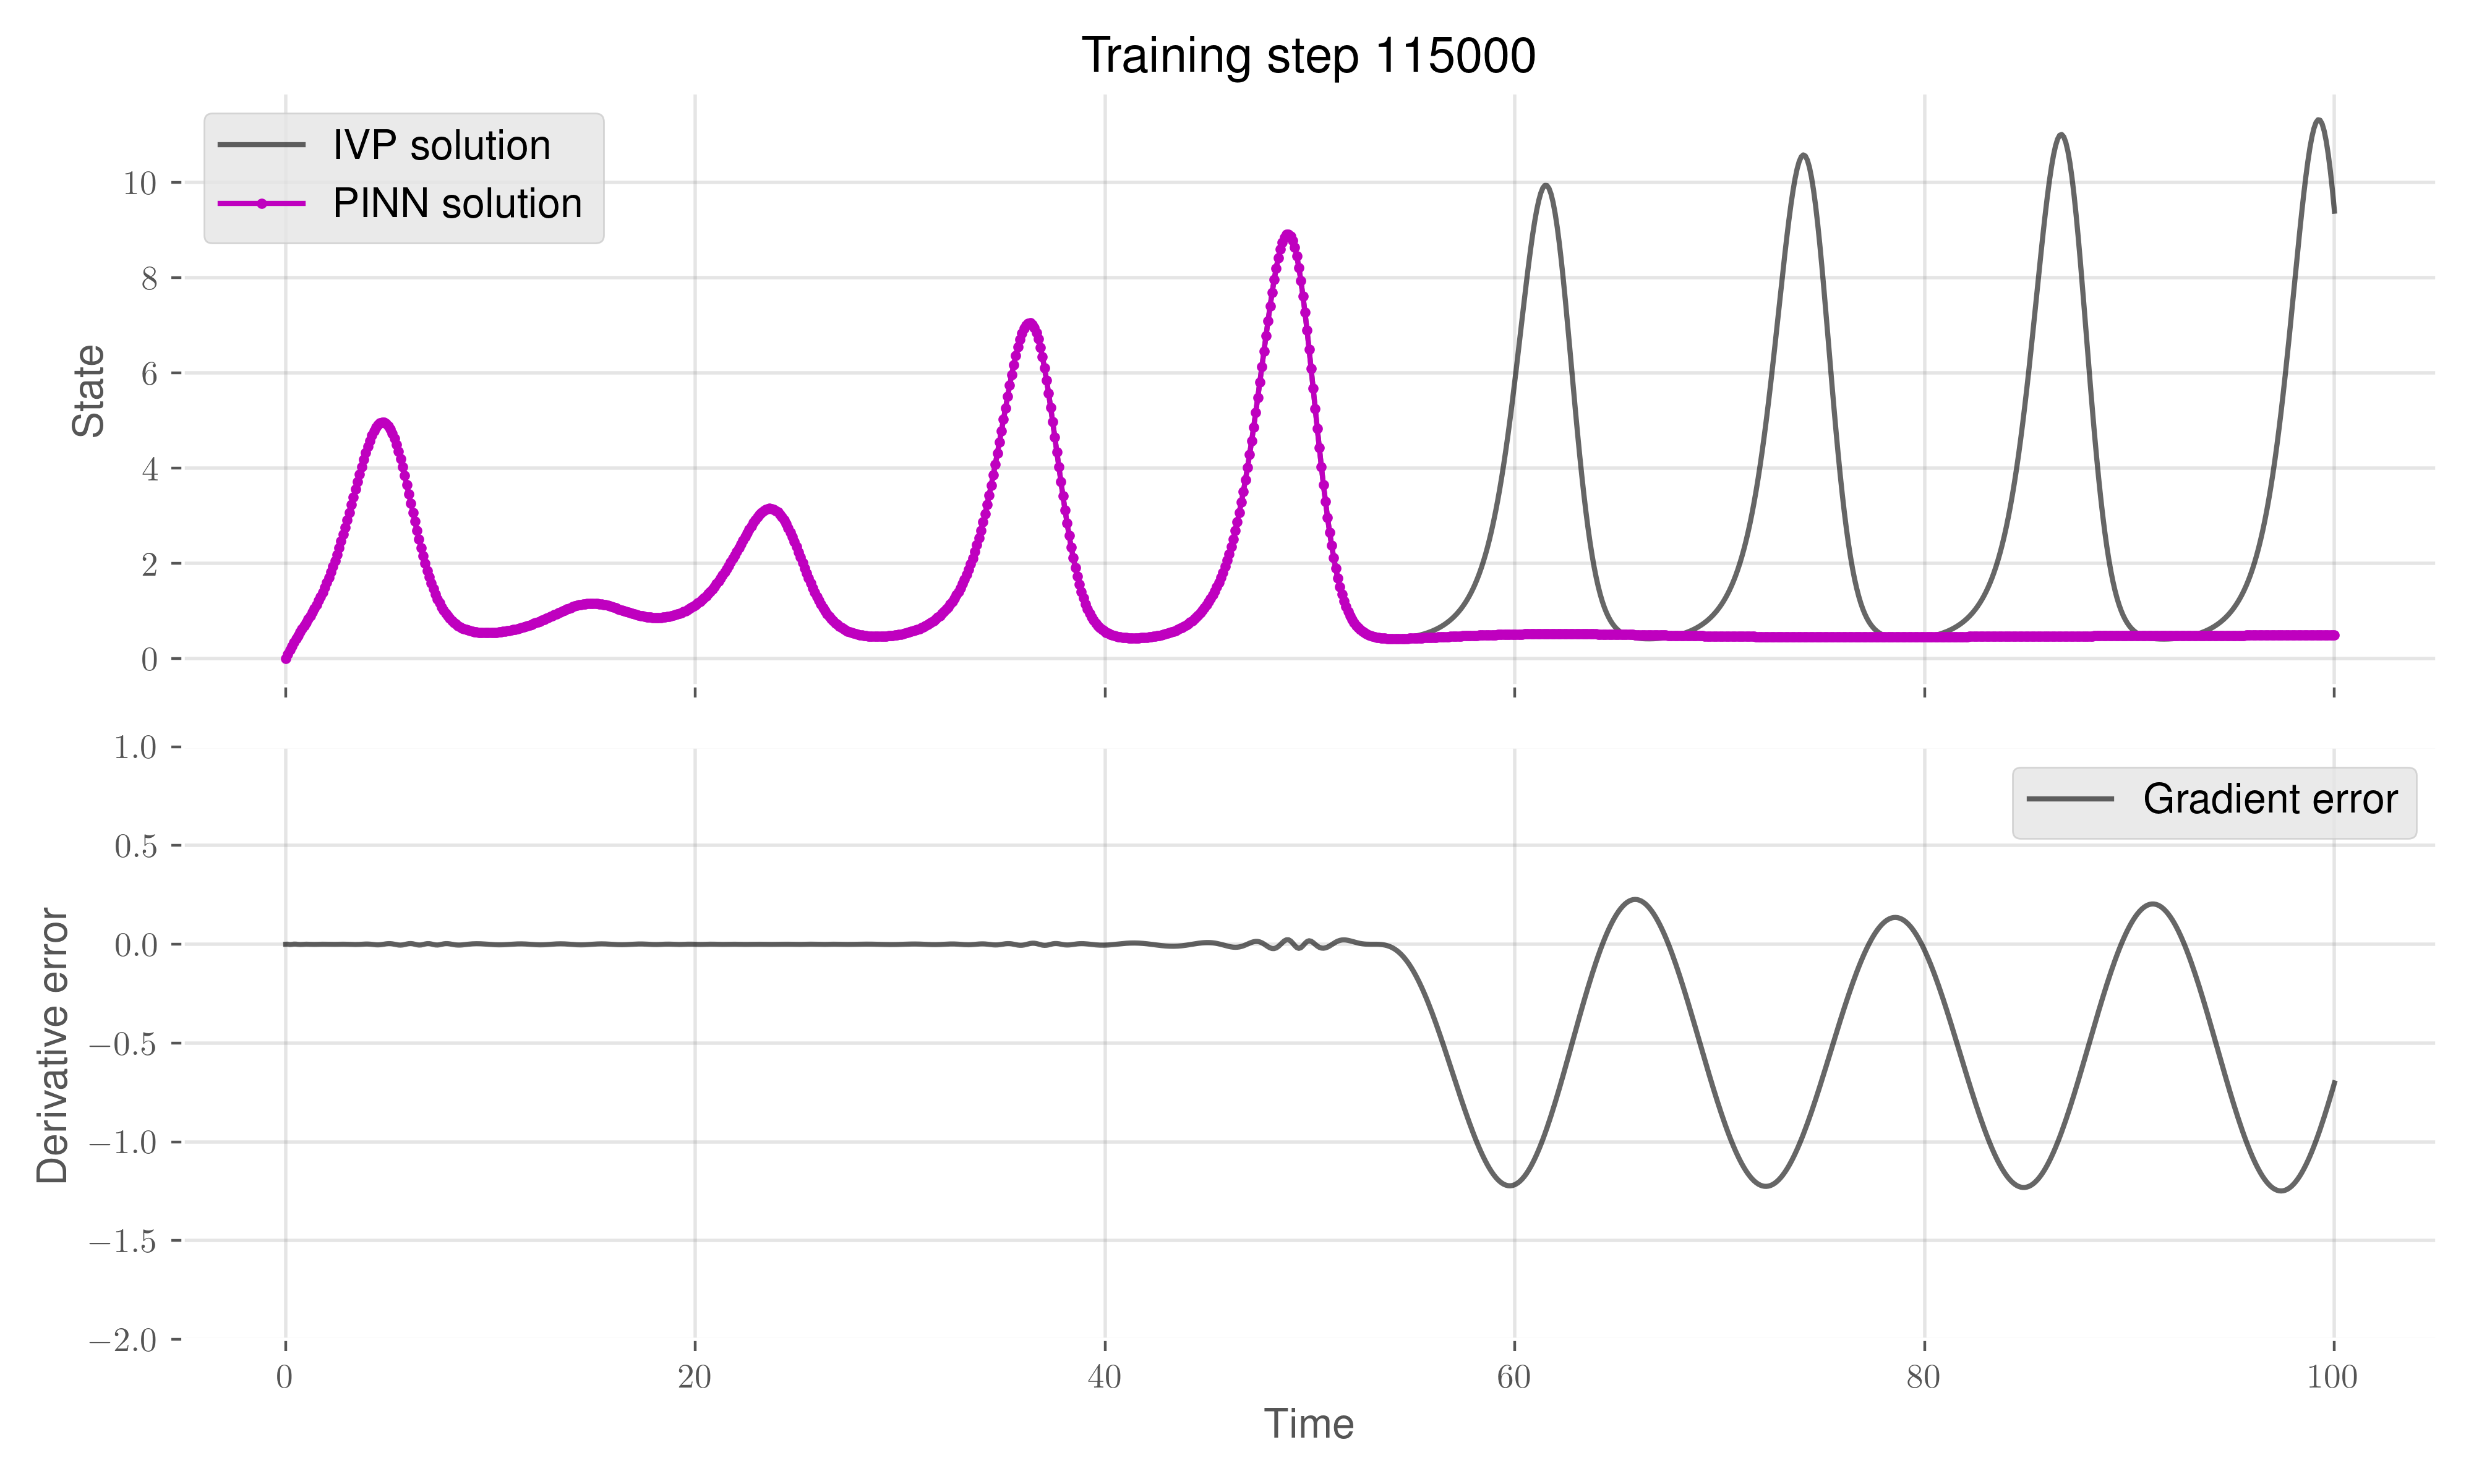 Training step 115000
IVP solution
PINN solution
10
8
6
4
2
0
State
1.0
0.5
0.0
−0.5
−1.0
−1.5
−2.0
Derivative error
Gradient error
0 20 40 60 80 100
Time